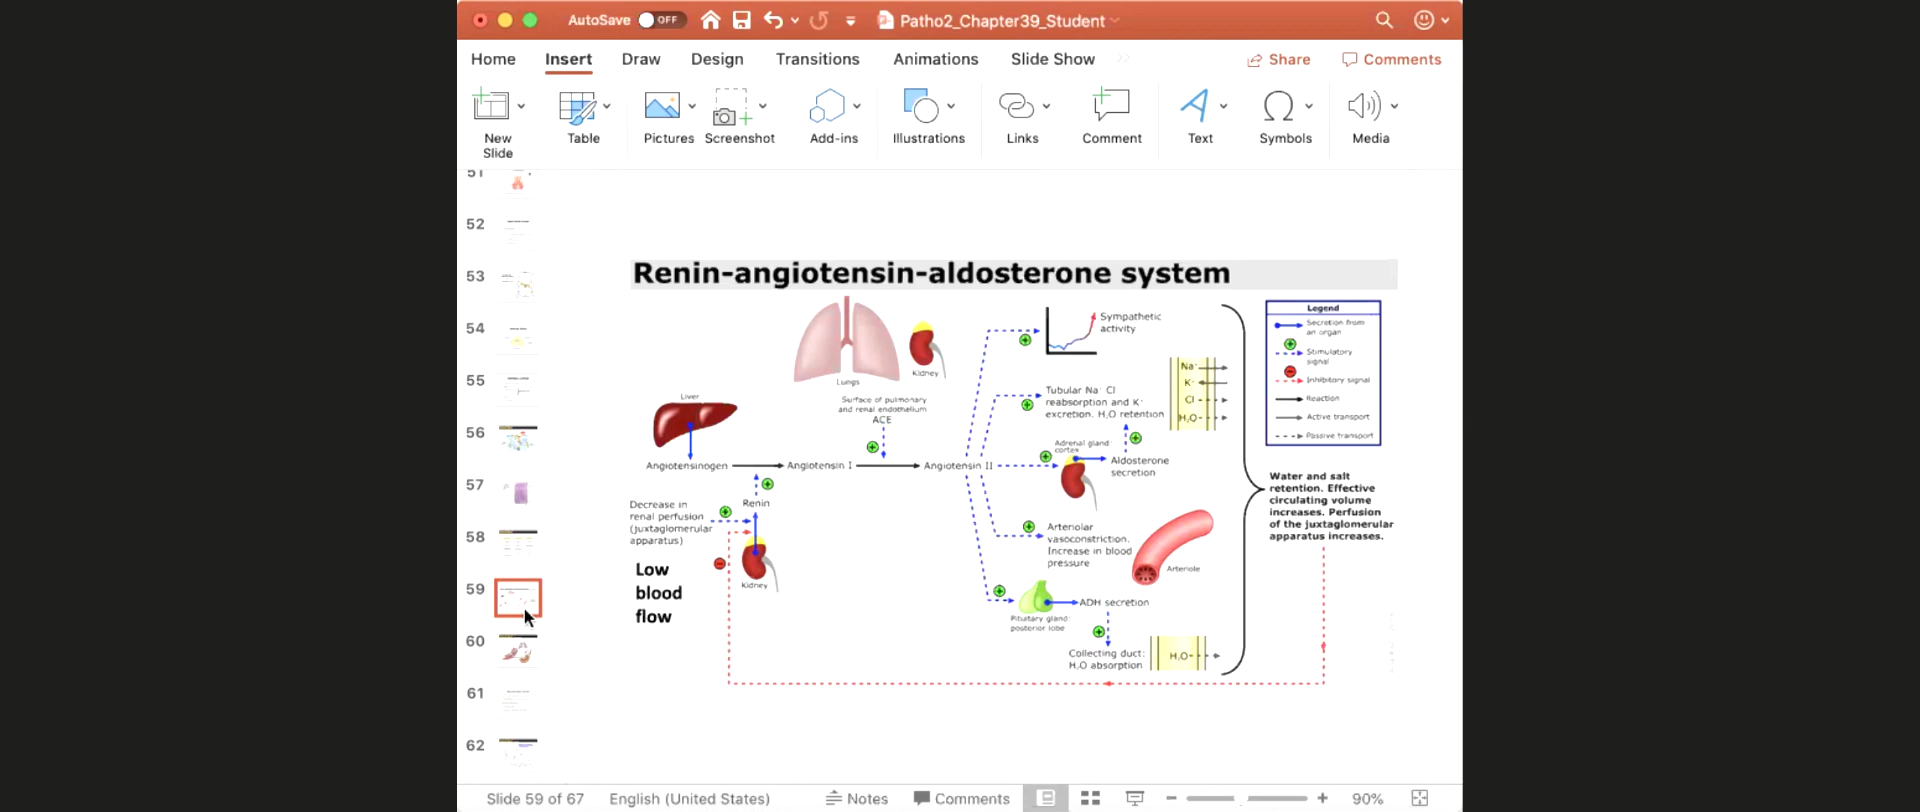 AutoSave OFF Patho2_Chapter39_Student
Home Insert Draw Design Transitions Animations Slide Show Share Comments
New Slide
Table
Pictures
Screenshot
Add-ins
Illustrations
Links
Comment
Text
Symbols
Media
51
52
53
54
55
56
57
58
59
60
61
62
Renin-angiotensin-aldosterone system
Lungs
Kidney
Liver
Surface of pulmonary
and renal endothelium
ACE
Angiotensinogen
Angiotensin I
Angiotensin II
Decrease in
renal perfusion
(juxtaglomerular
apparatus)
Renin
Kidney
Low
blood
flow
Sympathetic
activity
Tubular Na⁺ Cl⁻
reabsorption and K⁺
excretion. H₂O retention
Na⁺
K⁺
Cl⁻
H₂O
Adrenal gland:
cortex
Aldosterone
secretion
Arteriolar
vasoconstriction.
Increase in blood
pressure
Arteriole
Pituitary gland:
posterior lobe
ADH secretion
Collecting duct:
H₂O absorption
H₂O
Legend
Secretion from
an organ
Stimulatory
signal
Inhibitory signal
Reaction
Active transport
Passive transport
Water and salt
retention. Effective
circulating volume
increases. Perfusion
of the juxtaglomerular
apparatus increases.
Slide 59 of 67 English (United States) Notes Comments 90%